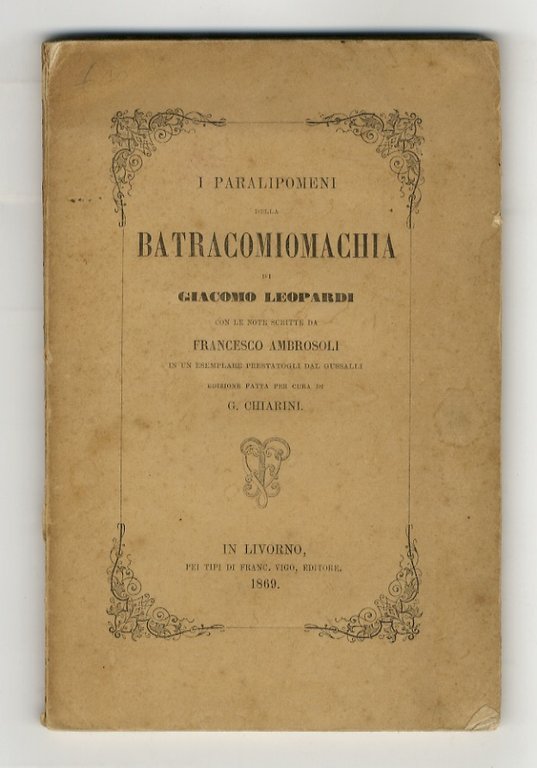 I PARALIPOMENI
DELLA
BATRACOMIOMACHIA
DI
GIACOMO LEOPARDI
CON LE NOTE SCRITTE DA
FRANCESCO AMBROSOLI
IN UN ESEMPLARE PRESTATOGLI DAL GUSSALLI
EDIZIONE FATTA PER CURA DI
G. CHIARINI.
IN LIVORNO,
PEI TIPI DI FRANC. VIGO, EDITORE.
1869.